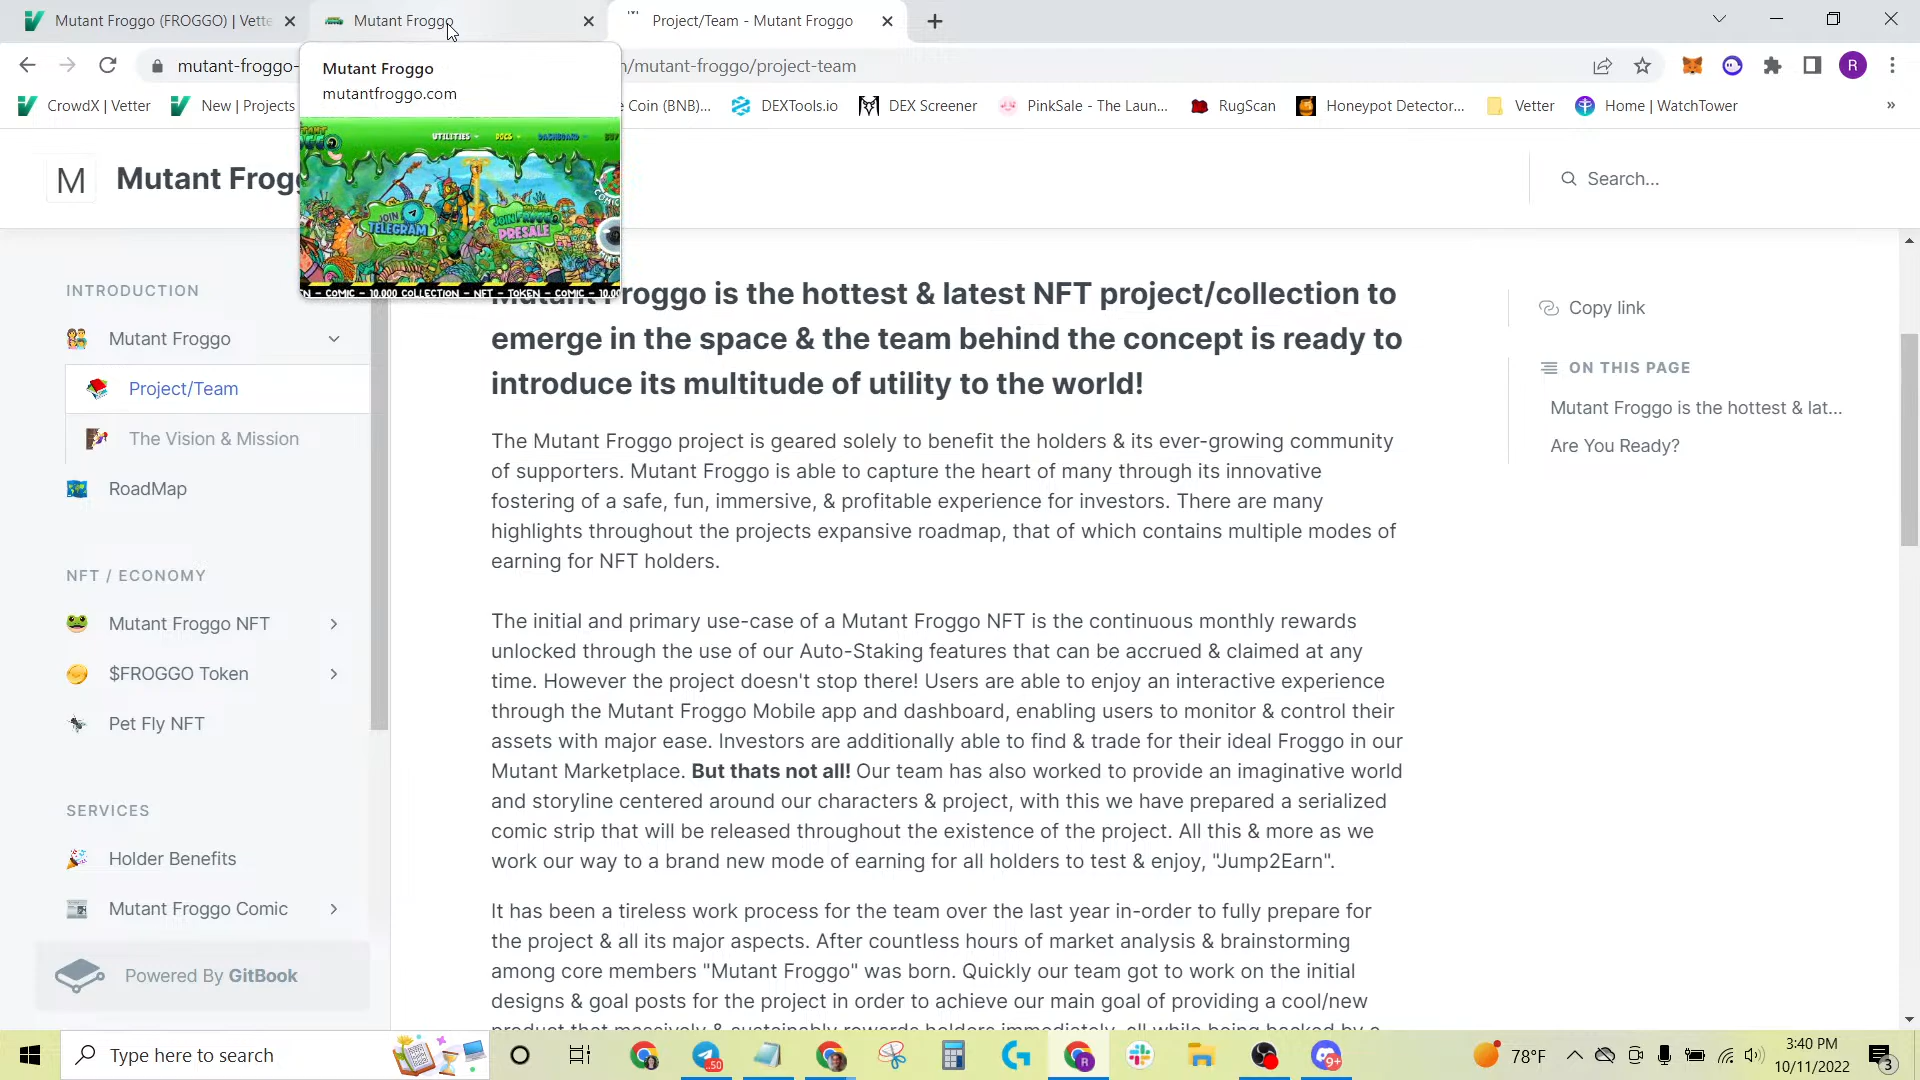 Mutant Froggo (FROGGO) | Vette
Mutant Froggo
Project/Team - Mutant Froggo
mutant-froggo-
/mutant-froggo/project-team
Mutant Froggo
mutantfroggo.com
CrowdX | Vetter
New | Projects
e Coin (BNB)...
DEXTools.io
DEX Screener
PinkSale - The Laun...
RugScan
Honeypot Detector...
Vetter
Home | WatchTower
»
R
UTILITIES
DOCS
DASHBOARD
BUY
JOIN TELEGRAM
JOIN FROGGO PRESALE
COMIC - 10.000 COLLECTION - NFT - TOKEN - COMIC - 10.00
M
Mutant Frogg
Search...
INTRODUCTION
Mutant Froggo
Project/Team
The Vision & Mission
RoadMap
NFT / ECONOMY
Mutant Froggo NFT
$FROGGO Token
Pet Fly NFT
SERVICES
Holder Benefits
Mutant Froggo Comic
Powered By GitBook
Mutant Froggo is the hottest & latest NFT project/collection to
emerge in the space & the team behind the concept is ready to
introduce its multitude of utility to the world!
The Mutant Froggo project is geared solely to benefit the holders & its ever-growing community
of supporters. Mutant Froggo is able to capture the heart of many through its innovative
fostering of a safe, fun, immersive, & profitable experience for investors. There are many
highlights throughout the projects expansive roadmap, that of which contains multiple modes of
earning for NFT holders.
The initial and primary use-case of a Mutant Froggo NFT is the continuous monthly rewards
unlocked through the use of our Auto-Staking features that can be accrued & claimed at any
time. However the project doesn't stop there! Users are able to enjoy an interactive experience
through the Mutant Froggo Mobile app and dashboard, enabling users to monitor & control their
assets with major ease. Investors are additionally able to find & trade for their ideal Froggo in our
Mutant Marketplace. But thats not all! Our team has also worked to provide an imaginative world
and storyline centered around our characters & project, with this we have prepared a serialized
comic strip that will be released throughout the existence of the project. All this & more as we
work our way to a brand new mode of earning for all holders to test & enjoy, "Jump2Earn".
It has been a tireless work process for the team over the last year in-order to fully prepare for
the project & all its major aspects. After countless hours of market analysis & brainstorming
among core members "Mutant Froggo" was born. Quickly our team got to work on the initial
designs & goal posts for the project in order to achieve our main goal of providing a cool/new
product that massively & sustainably rewards holders immediately, all while being backed by a
Copy link
ON THIS PAGE
Mutant Froggo is the hottest & lat...
Are You Ready?
Type here to search
50
R
9+
78°F
3:40 PM
10/11/2022
3